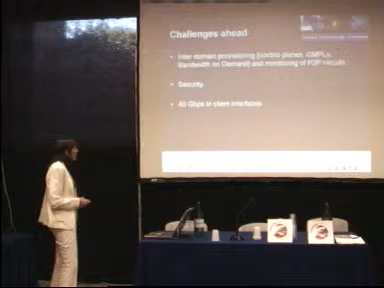 Challenges ahead
• Inter domain provisioning (control planes, GMPLS,
Bandwidth on Demand) and monitoring of P2P circuits.
• Security
• 40 Gbps in client interfaces